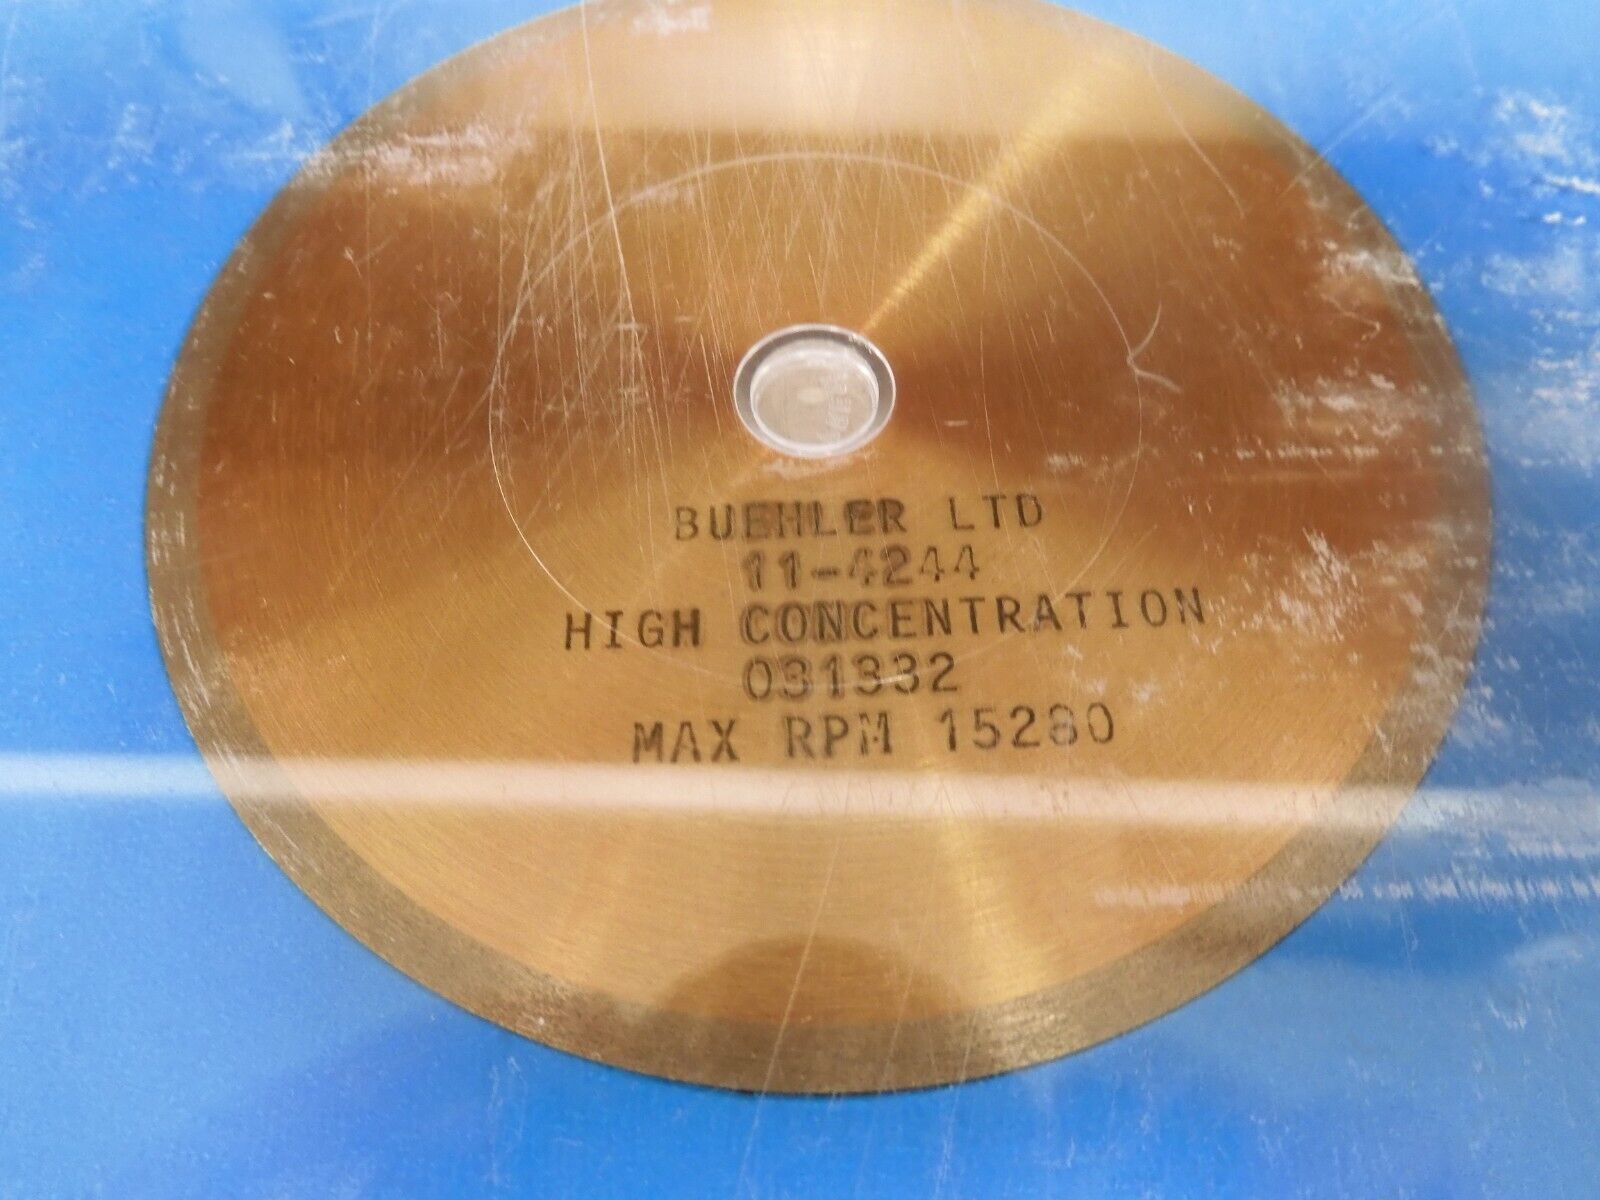 BUEHLER LTD
11-4244
HIGH CONCENTRATION
031332
MAX RPM 15280